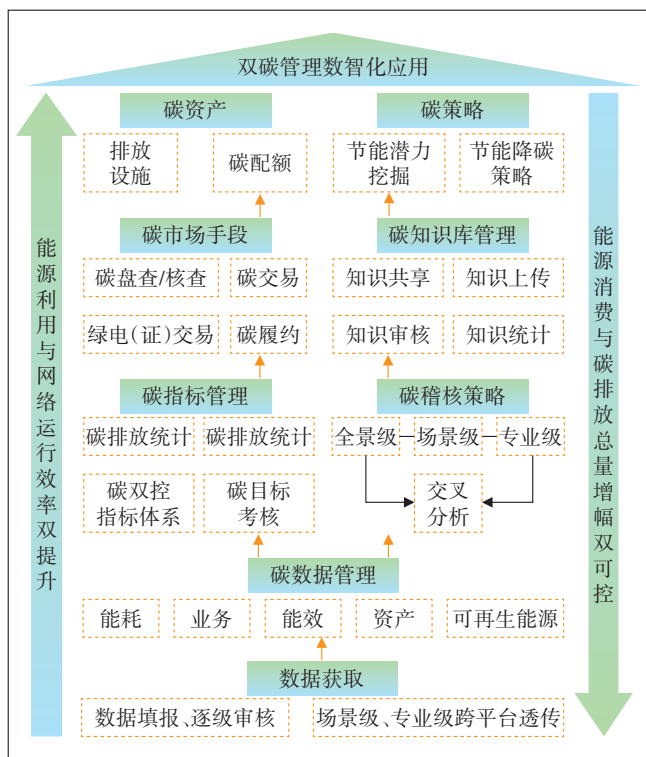 双碳管理数智化应用
碳资产
碳策略
排放
设施
碳配额
节能潜力
挖掘
节能降碳
策略
碳市场手段
碳知识库管理
碳盘查/核查
碳交易
知识共享
知识上传
绿电(证)交易
碳履约
知识审核
知识统计
碳指标管理
碳稽核策略
碳排放统计
碳排放统计
全景级
场景级
专业级
碳双控
指标体系
碳目标
考核
交叉
分析
碳数据管理
能耗
业务
能效
资产
可再生能源
数据获取
数据填报、逐级审核
场景级、专业级跨平台透传
能源利用与网络运行效率双提升
能源消费与碳排放总量增幅双可控